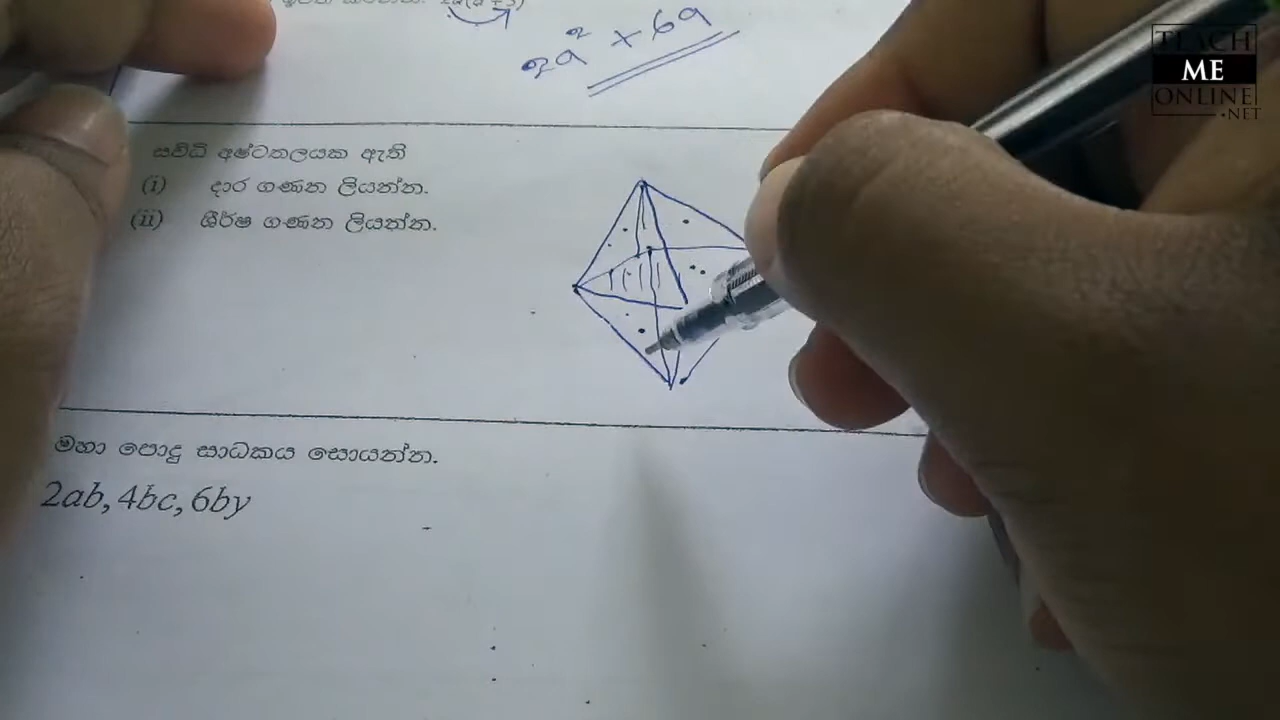 2a² × 6a
සවිධි අෂ්ටතලයක ඇති
(i) දාර ගණන ලියන්න.
(ii) ශීර්ෂ ගණන ලියන්න.
මහා පොදු සාධකය සොයන්න.
2ab, 4bc, 6by
TEACH
ME
ONLINE
.NET